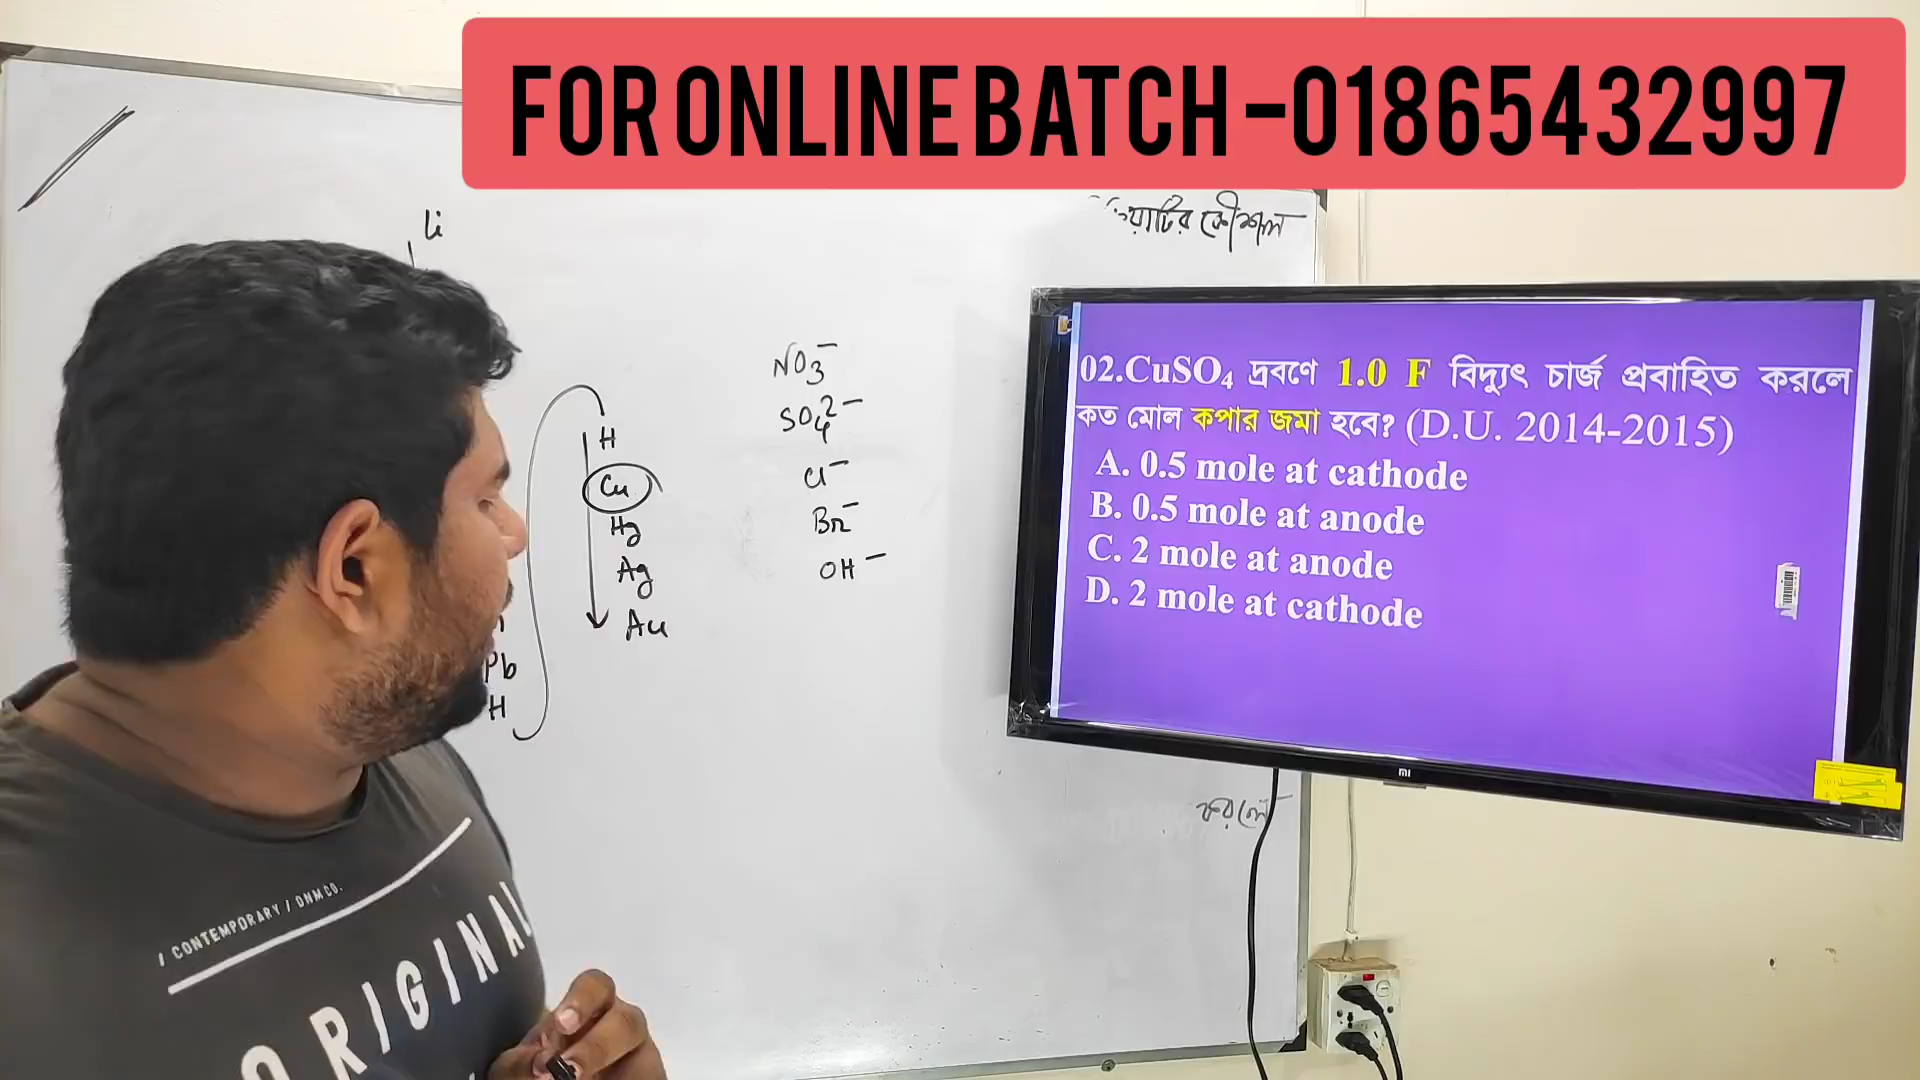 FOR ONLINE BATCH -01865432997
Li
কৌশল
NO3⁻
SO4²⁻
Cl⁻
Br⁻
OH⁻
H
Cu
Hg
Ag
Au
Pb
H
02.CuSO₄ দ্রবণে 1.0 F বিদ্যুৎ চার্জ প্রবাহিত করলে
কত মোল কপার জমা হবে? (D.U. 2014-2015)
A. 0.5 mole at cathode
B. 0.5 mole at anode
C. 2 mole at anode
D. 2 mole at cathode
mi
করলে
/ CONTEMPORARY / DNM CO.
ORIGINAL